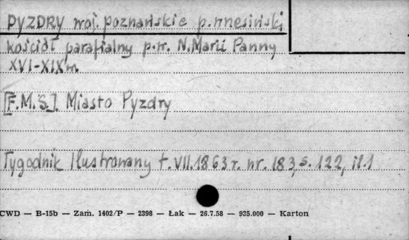 PYZDRY woj. poznańskie p. wrzesiński
kościół parafialny p.w. N. Marii Panny
XVI-XIX w.
[F.M.S.] Miasto Pyzdry
Tygodnik Ilustrowany t. VII. 1863 r. nr. 183, s. 122, il. 1
CWD — B-15b — Zam. 1402/P — 2398 — Łak — 26.7.58 — 925.000 — Karton